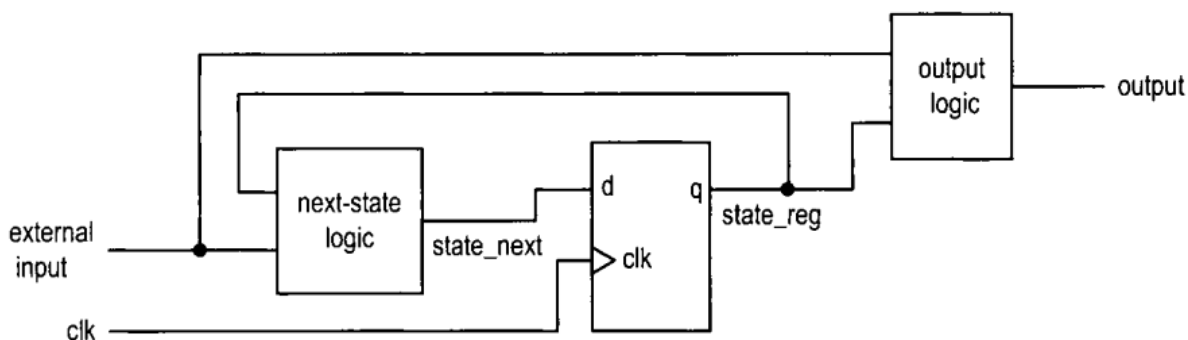 output
logic
output
d
q
next-state
logic
state_reg
external
input
state_next
clk
clk